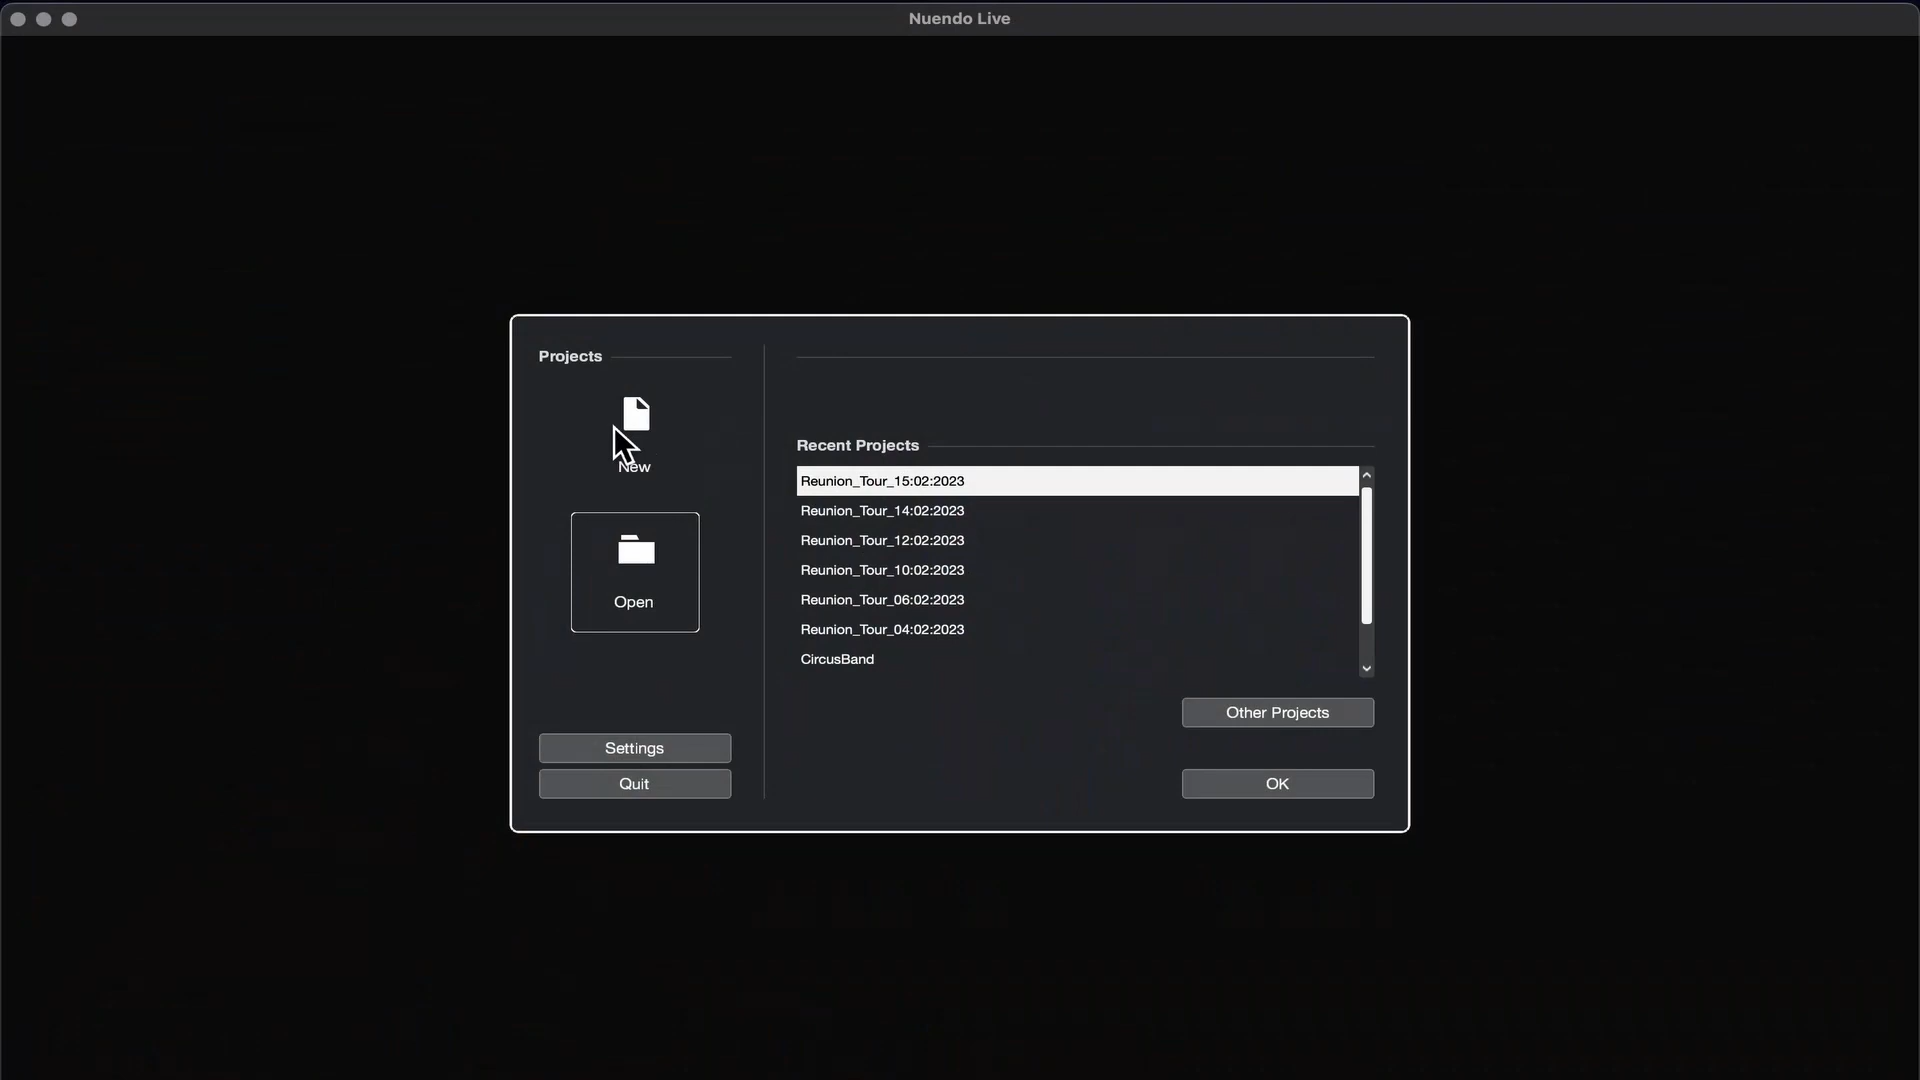 Nuendo Live
Projects
New
Open
Settings
Quit
Recent Projects
Reunion_Tour_15:02:2023
Reunion_Tour_14:02:2023
Reunion_Tour_12:02:2023
Reunion_Tour_10:02:2023
Reunion_Tour_06:02:2023
Reunion_Tour_04:02:2023
CircusBand
Other Projects
OK